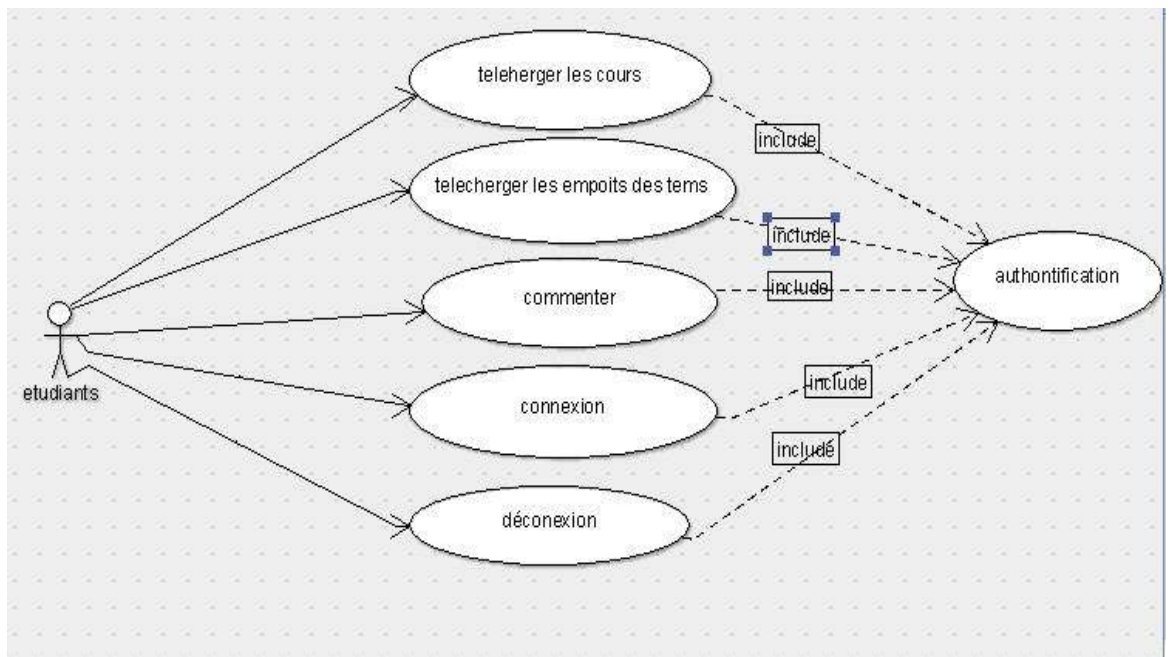 teleherger les cours
include
telecherger les empoits des tems
include
commenter
include
authontification
etudiants
connexion
include
déconexion
include